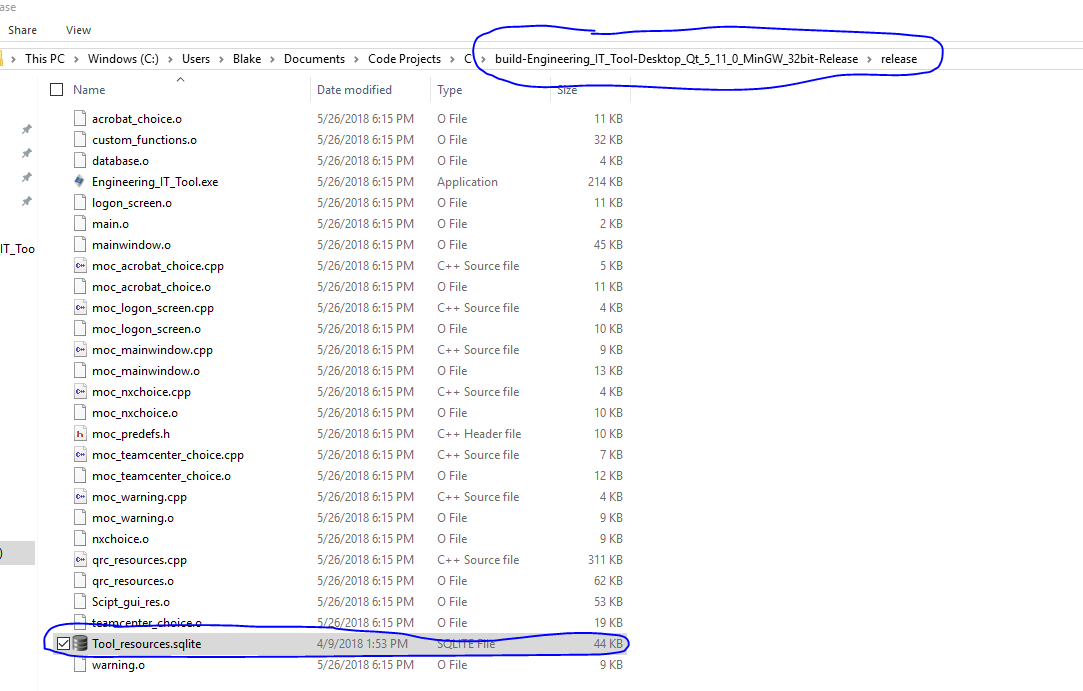 ase
Share View
This PC > Windows (C:) > Users > Blake > Documents > Code Projects > C > build-Engineering_IT_Tool-Desktop_Qt_5_11_0_MinGW_32bit-Release > release
Name Date modified Type Size
acrobat_choice.o 5/26/2018 6:15 PM O File 11 KB
custom_functions.o 5/26/2018 6:15 PM O File 32 KB
database.o 5/26/2018 6:15 PM O File 4 KB
Engineering_IT_Tool.exe 5/26/2018 6:15 PM Application 214 KB
logon_screen.o 5/26/2018 6:15 PM O File 11 KB
main.o 5/26/2018 6:15 PM O File 2 KB
IT_Too mainwindow.o 5/26/2018 6:15 PM O File 45 KB
moc_acrobat_choice.cpp 5/26/2018 6:15 PM C++ Source file 5 KB
moc_acrobat_choice.o 5/26/2018 6:15 PM O File 11 KB
moc_logon_screen.cpp 5/26/2018 6:15 PM C++ Source file 4 KB
moc_logon_screen.o 5/26/2018 6:15 PM O File 10 KB
moc_mainwindow.cpp 5/26/2018 6:15 PM C++ Source file 9 KB
moc_mainwindow.o 5/26/2018 6:15 PM O File 13 KB
moc_nxchoice.cpp 5/26/2018 6:15 PM C++ Source file 4 KB
moc_nxchoice.o 5/26/2018 6:15 PM O File 10 KB
moc_predefs.h 5/26/2018 6:15 PM C++ Header file 10 KB
moc_teamcenter_choice.cpp 5/26/2018 6:15 PM C++ Source file 7 KB
moc_teamcenter_choice.o 5/26/2018 6:15 PM O File 12 KB
moc_warning.cpp 5/26/2018 6:15 PM C++ Source file 4 KB
moc_warning.o 5/26/2018 6:15 PM O File 9 KB
nxchoice.o 5/26/2018 6:15 PM O File 9 KB
) qrc_resources.cpp 5/26/2018 6:15 PM C++ Source file 311 KB
qrc_resources.o 5/26/2018 6:15 PM O File 62 KB
Scipt_gui_res.o 5/26/2018 6:15 PM O File 53 KB
teamcenter_choice.o 5/26/2018 6:15 PM O File 19 KB
Tool_resources.sqlite 4/9/2018 1:53 PM SQLITE File 44 KB
warning.o 5/26/2018 6:15 PM O File 9 KB